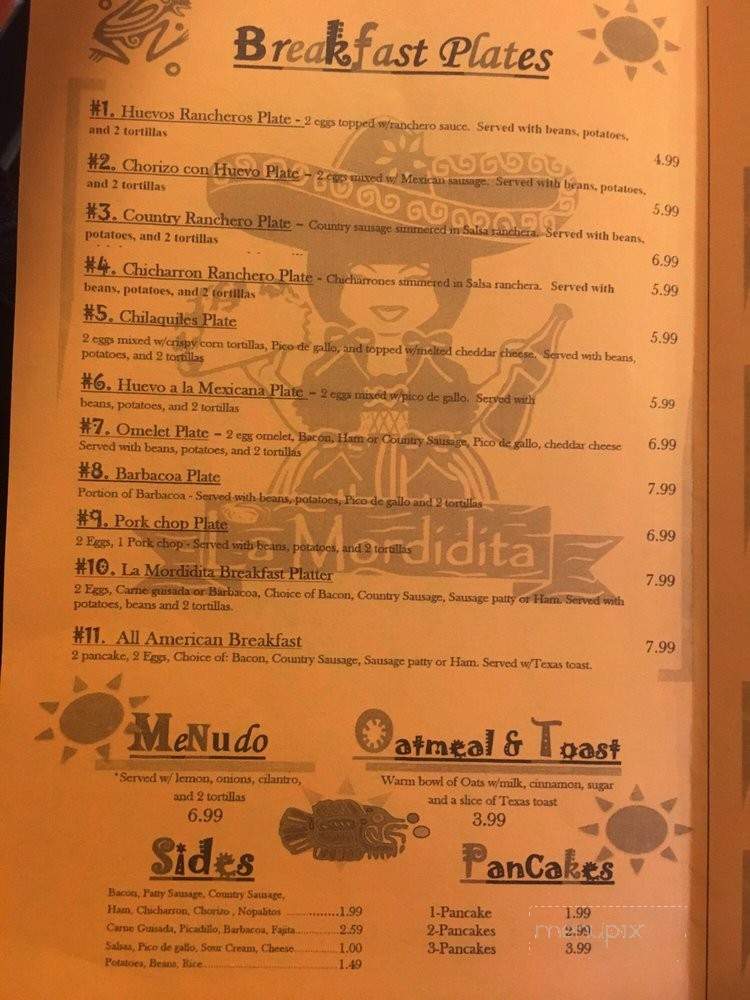 Breakfast Plates
#1. Huevos Rancheros Plate - 2 eggs topped w/ranchero sauce. Served with beans, potatoes,
and 2 tortillas
4.99
#2. Chorizo con Huevo Plate – 2 eggs mixed w/ Mexican sausage. Served with beans, potatoes,
and 2 tortillas
5.99
#3. Country Ranchero Plate – Country sausage simmered in Salsa ranchera. Served with beans,
potatoes, and 2 tortillas
6.99
#4. Chicharron Ranchero Plate - Chicharrones simmered in Salsa ranchera. Served with
beans, potatoes, and 2 tortillas
5.99
#5. Chilaquiles Plate
5.99
2 eggs mixed w/crispy corn tortillas, Pico de gallo, and topped w/melted cheddar cheese. Served w/ beans,
potatoes, and 2 tortillas
#6. Huevo a la Mexicana Plate – 2 eggs mixed w/pico de gallo. Served with
beans, potatoes, and 2 tortillas
5.99
#7. Omelet Plate – 2 egg omelet, Bacon, Ham or Country Sausage, Pico de gallo, cheddar cheese
6.99
Served with beans, potatoes, and 2 tortillas
#8. Barbacoa Plate
7.99
Portion of Barbacoa - Served with beans, potatoes, Pico de gallo and 2 tortillas
#9. Pork chop Plate
6.99
2 Eggs, 1 Pork chop - Served with beans, potatoes, and 2 tortillas
La Mordidita
#10. La Mordidita Breakfast Platter
7.99
2 Eggs, Carne guisada or Barbacoa, Choice of Bacon, Country Sausage, Sausage patty or Ham. Served with
potatoes, beans and 2 tortillas.
#11. All American Breakfast
7.99
2 pancake, 2 Eggs, Choice of: Bacon, Country Sausage, Sausage patty or Ham. Served w/Texas toast.
MeNudo
*Served w/ lemon, onions, cilantro,
and 2 tortillas
6.99
Oatmeal & Toast
Warm bowl of Oats w/milk, cinnamon, sugar
and a slice of Texas toast
3.99
Sides
Bacon, Patty Sausage, Country Sausage,
Ham, Chicharron, Chorizo , Nopalitos ............1.99
Carne Guisada, Picadillo, Barbacoa, Fajita.......2.59
Salsas, Pico de gallo, Sour Cream, Cheese.......1.00
Potatoes, Beans, Rice.......1.49
PanCakes
1-Pancake 1.99
2-Pancakes 2.99
3-Pancakes 3.99
menupix